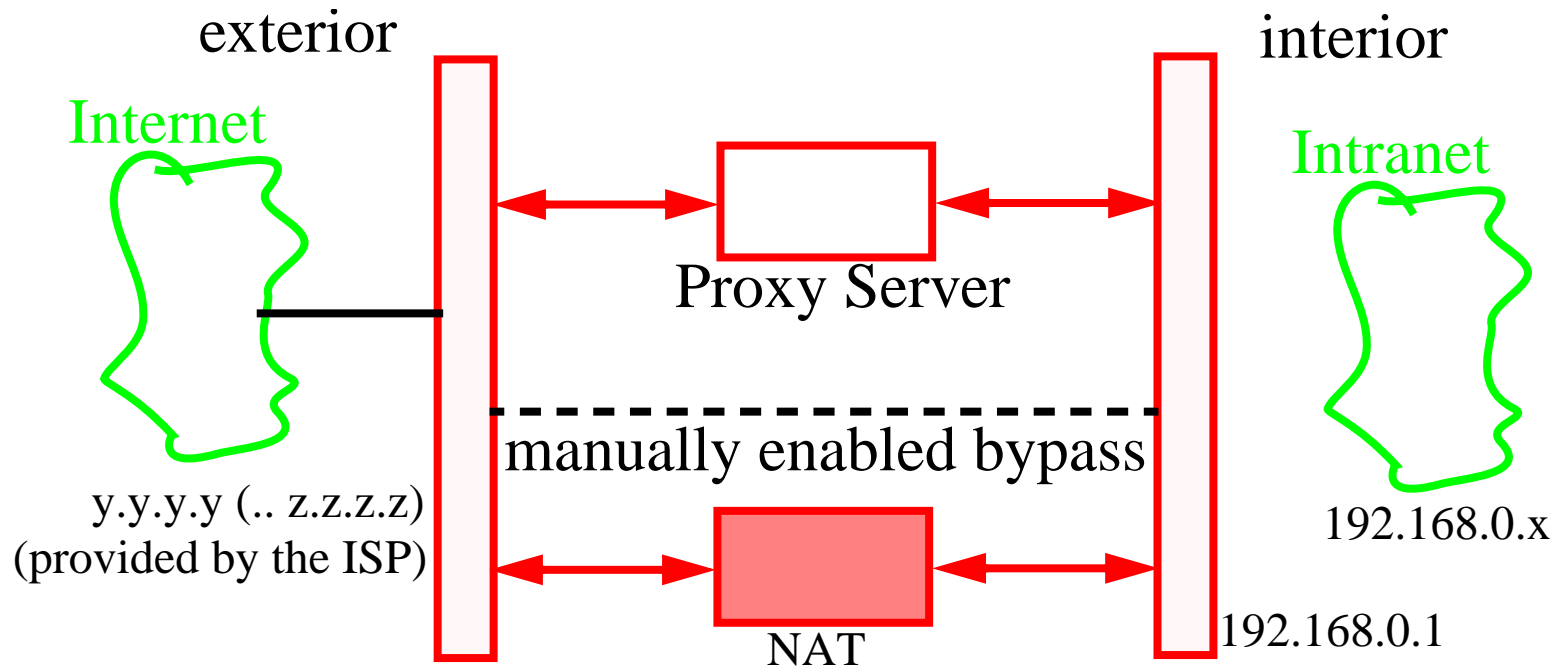 exterior
interior
Internet
Intranet
Proxy Server
manually enabled bypass
y.y.y.y (.. z.z.z.z)
(provided by the ISP)
192.168.0.x
192.168.0.1
NAT